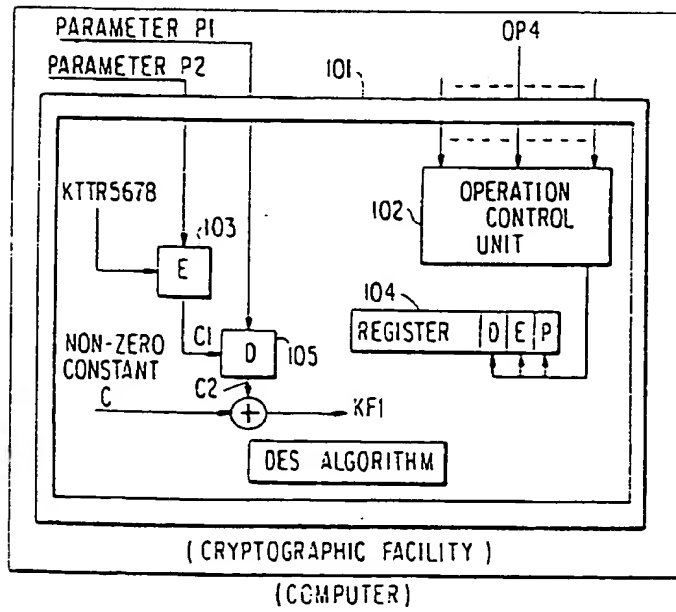 PARAMETER P1
OP4
PARAMETER P2
101
KTTR5678
OPERATION
CONTROL
UNIT
102
103
E
104
REGISTER D E P
C1
D
105
NON-ZERO
CONSTANT
C
C2
+
KF1
DES ALGORITHM
(CRYPTOGRAPHIC FACILITY)
(COMPUTER)